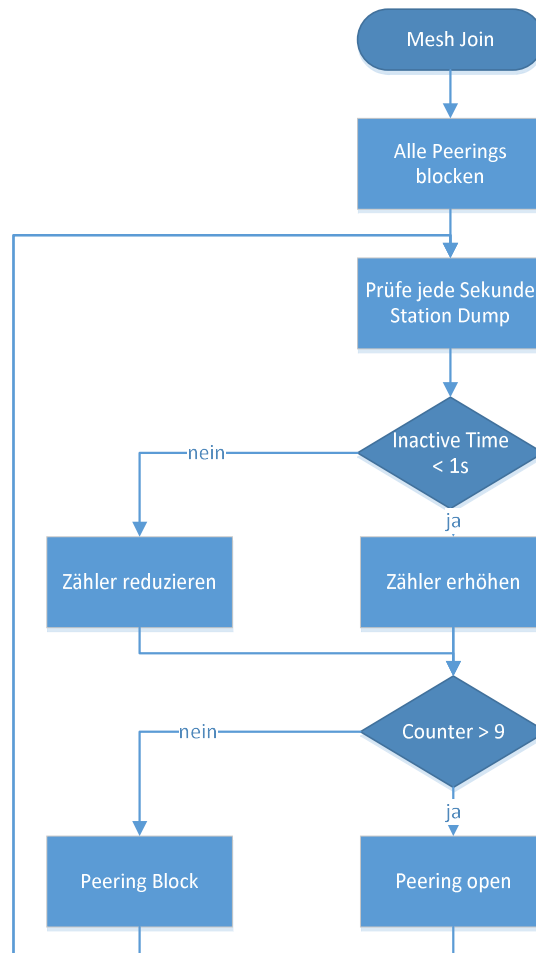 Mesh Join
Alle Peerings
blocken
Prüfe jede Sekunde
Station Dump
Inactive Time
< 1s
nein
ja
Zähler reduzieren
Zähler erhöhen
Counter > 9
nein
ja
Peering Block
Peering open